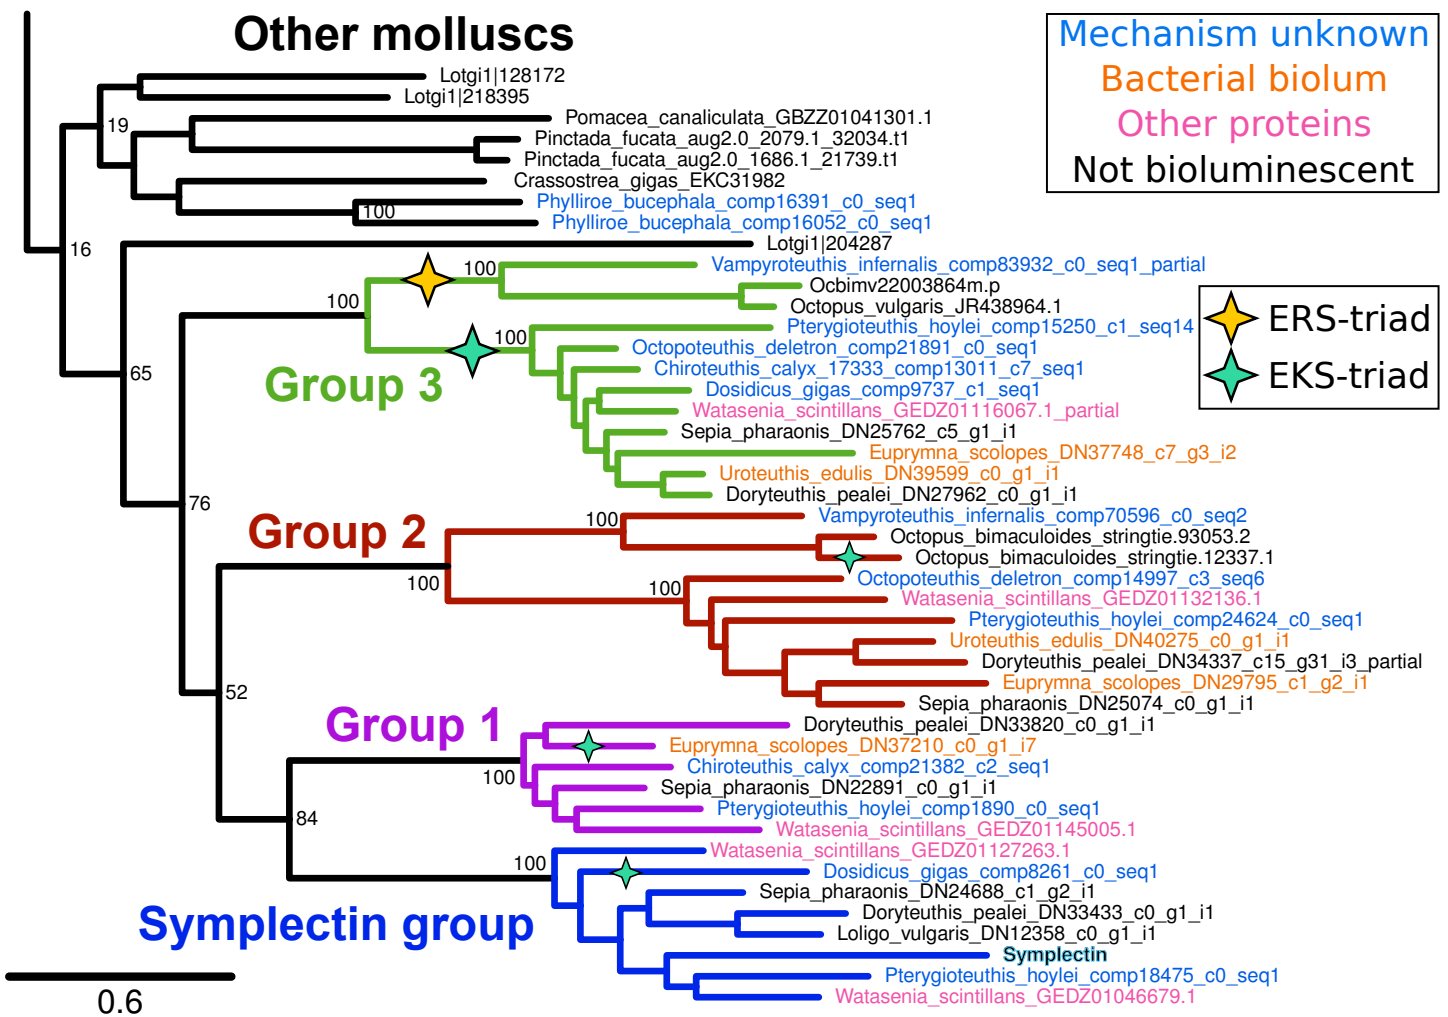 Other molluscs
Mechanism unknown
Bacterial biolum
Other proteins
Not bioluminescent
Lotgi1|128172
Lotgi1|218395
19
Pomacea_canaliculata_GBZZ01041301.1
Pinctada_fucata_aug2.0_2079.1_32034.t1
Pinctada_fucata_aug2.0_1686.1_21739.t1
Crassostrea_gigas_EKC31982
Phylliroe_bucephala_comp16391_c0_seq1
100
Phylliroe_bucephala_comp16052_c0_seq1
16
Lotgi1|204287
Vampyroteuthis_infernalis_comp83932_c0_seq1_partial
100
Ocbimv22003864m.p
100
Octopus_vulgaris_JR438964.1
ERS-triad
EKS-triad
Pterygioteuthis_hoylei_comp15250_c1_seq14
100
Octopoteuthis_deletron_comp21891_c0_seq1
Chiroteuthis_calyx_17333_comp13011_c7_seq1
65
Group 3
Dosidicus_gigas_comp9737_c1_seq1
Watasenia_scintillans_GEDZ01116067.1_partial
Sepia_pharaonis_DN25762_c5_g1_i1
Euprymna_scolopes_DN37748_c7_g3_i2
Uroteuthis_edulis_DN39599_c0_g1_i1
Doryteuthis_pealei_DN27962_c0_g1_i1
76
Vampyroteuthis_infernalis_comp70596_c0_seq2
100
Group 2
Octopus_bimaculoides_stringtie.93053.2
Octopus_bimaculoides_stringtie.12337.1
100
Octopoteuthis_deletron_comp14997_c3_seq6
100
Watasenia_scintillans_GEDZ01132136.1
Pterygioteuthis_hoylei_comp24624_c0_seq1
Uroteuthis_edulis_DN40275_c0_g1_i1
Doryteuthis_pealei_DN34337_c15_g31_i3_partial
Euprymna_scolopes_DN29795_c1_g2_i1
52
Sepia_pharaonis_DN25074_c0_g1_i1
Group 1
Doryteuthis_pealei_DN33820_c0_g1_i1
Euprymna_scolopes_DN37210_c0_g1_i7
Chiroteuthis_calyx_comp21382_c2_seq1
100
Sepia_pharaonis_DN22891_c0_g1_i1
Pterygioteuthis_hoylei_comp1890_c0_seq1
84
Watasenia_scintillans_GEDZ01145005.1
Watasenia_scintillans_GEDZ01127263.1
100
Dosidicus_gigas_comp8261_c0_seq1
Sepia_pharaonis_DN24688_c1_g2_i1
Doryteuthis_pealei_DN33433_c0_g1_i1
Symplectin group
Loligo_vulgaris_DN12358_c0_g1_i1
Symplectin
Pterygioteuthis_hoylei_comp18475_c0_seq1
Watasenia_scintillans_GEDZ01046679.1
0.6